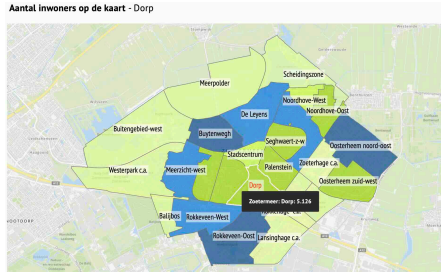 Aantal inwoners op de kaart - Dorp
Scheidingszone
Meerpolder
Noordhove-West
Noordhove-Oost
De Leyens
Buitengebied-west
Buytenwegh
Seghwaert-z-w
Oosterheem noord-oost
Stadscentrum
Zoeterhage c.a.
Westerpark c.a.
Meerzicht-west
Palenstein
Oosterheem zuid-west
Dorp
Zoetermeer: Dorp: 5.126
Balijbos
Rokkeveen-West
Rokkeveen-Oost
Lansinghage c.a.